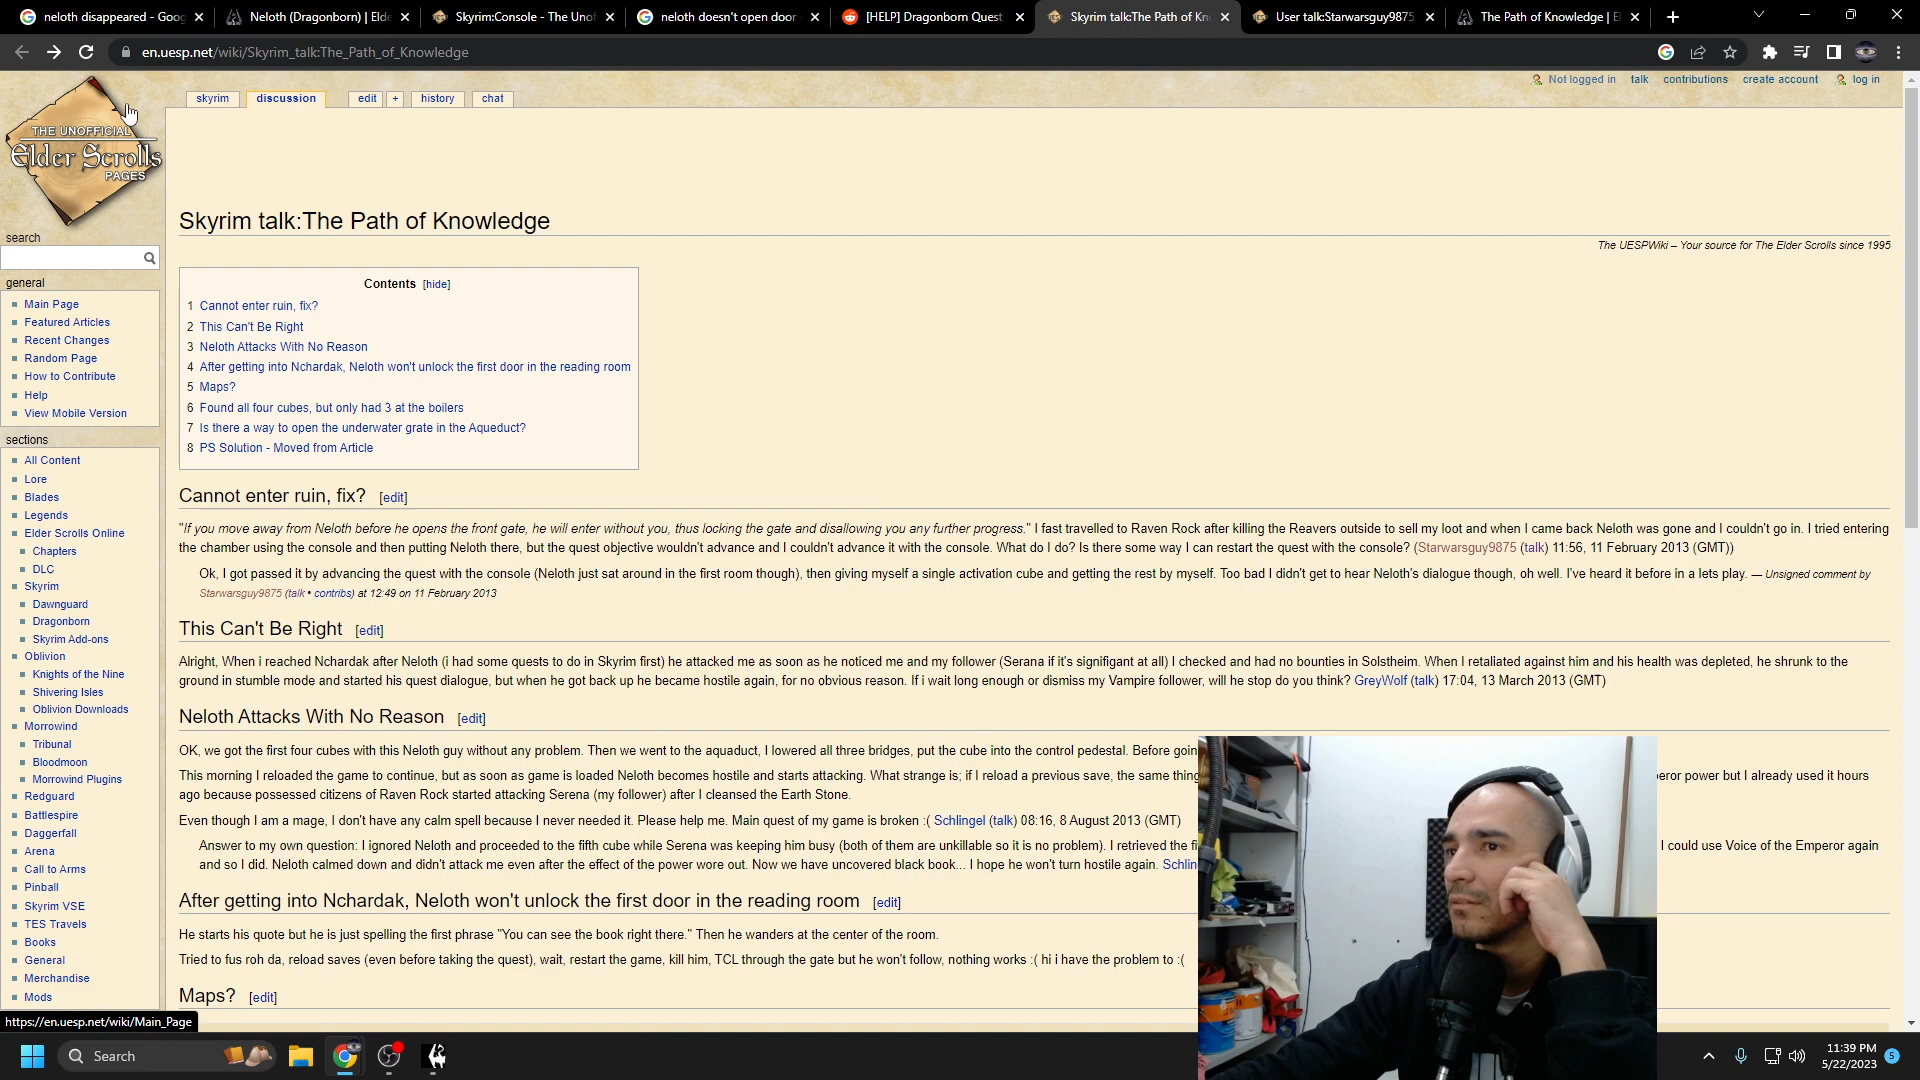 neloth disappeared - Goog
Neloth (Dragonborn) | Elde
Skyrim:Console - The Unof
neloth doesn't open door
[HELP] Dragonborn Quest
Skyrim talk:The Path of Kn
User talk:Starwarsguy9875
The Path of Knowledge | E
en.uesp.net/wiki/Skyrim_talk:The_Path_of_Knowledge
Not logged in talk contributions create account log in
skyrim discussion edit + history chat
THE UNOFFICIAL
Elder Scrolls
PAGES
Skyrim talk:The Path of Knowledge
The UESPWiki – Your source for The Elder Scrolls since 1995
search
general
Main Page
Featured Articles
Recent Changes
Random Page
How to Contribute
Help
View Mobile Version
sections
All Content
Lore
Blades
Legends
Elder Scrolls Online
Chapters
DLC
Skyrim
Dawnguard
Dragonborn
Skyrim Add-ons
Oblivion
Knights of the Nine
Shivering Isles
Oblivion Downloads
Morrowind
Tribunal
Bloodmoon
Morrowind Plugins
Redguard
Battlespire
Daggerfall
Arena
Call to Arms
Pinball
Skyrim VSE
TES Travels
Books
General
Merchandise
Mods
Contents [hide]
1 Cannot enter ruin, fix?
2 This Can't Be Right
3 Neloth Attacks With No Reason
4 After getting into Nchardak, Neloth won't unlock the first door in the reading room
5 Maps?
6 Found all four cubes, but only had 3 at the boilers
7 Is there a way to open the underwater grate in the Aqueduct?
8 PS Solution - Moved from Article
Cannot enter ruin, fix? [edit]
"If you move away from Neloth before he opens the front gate, he will enter without you, thus locking the gate and disallowing you any further progress." I fast travelled to Raven Rock after killing the Reavers outside to sell my loot and when I came back Neloth was gone and I couldn't go in. I tried entering
the chamber using the console and then putting Neloth there, but the quest objective wouldn't advance and I couldn't advance it with the console. What do I do? Is there some way I can restart the quest with the console? (Starwarsguy9875 (talk) 11:56, 11 February 2013 (GMT))
Ok, I got passed it by advancing the quest with the console (Neloth just sat around in the first room though), then giving myself a single activation cube and getting the rest by myself. Too bad I didn't get to hear Neloth's dialogue though, oh well. I've heard it before in a lets play. — Unsigned comment by
Starwarsguy9875 (talk • contribs) at 12:49 on 11 February 2013
This Can't Be Right [edit]
Alright, When i reached Nchardak after Neloth (i had some quests to do in Skyrim first) he attacked me as soon as he noticed me and my follower (Serana if it's signifigant at all) I checked and had no bounties in Solstheim. When I retaliated against him and his health was depleted, he shrunk to the
ground in stumble mode and started his quest dialogue, but when he got back up he became hostile again, for no obvious reason. If i wait long enough or dismiss my Vampire follower, will he stop do you think? GreyWolf (talk) 17:04, 13 March 2013 (GMT)
Neloth Attacks With No Reason [edit]
OK, we got the first four cubes with this Neloth guy without any problem. Then we went to the aquaduct, I lowered all three bridges, put the cube into the control pedestal. Before goin
This morning I reloaded the game to continue, but as soon as game is loaded Neloth becomes hostile and starts attacking. What strange is; if I reload a previous save, the same thing eror power but I already used it hours
ago because possessed citizens of Raven Rock started attacking Serena (my follower) after I cleansed the Earth Stone.
Even though I am a mage, I don't have any calm spell because I never needed it. Please help me. Main quest of my game is broken :( Schlingel (talk) 08:16, 8 August 2013 (GMT)
Answer to my own question: I ignored Neloth and proceeded to the fifth cube while Serena was keeping him busy (both of them are unkillable so it is no problem). I retrieved the fi I could use Voice of the Emperor again
and so I did. Neloth calmed down and didn't attack me even after the effect of the power wore out. Now we have uncovered black book... I hope he won't turn hostile again. Schlin
After getting into Nchardak, Neloth won't unlock the first door in the reading room [edit]
He starts his quote but he is just spelling the first phrase "You can see the book right there." Then he wanders at the center of the room.
Tried to fus roh da, reload saves (even before taking the quest), wait, restart the game, kill him, TCL through the gate but he won't follow, nothing works :( hi i have the problem to :(
Maps? [edit]
https://en.uesp.net/wiki/Main_Page
Search
11:39 PM
5/22/2023
5